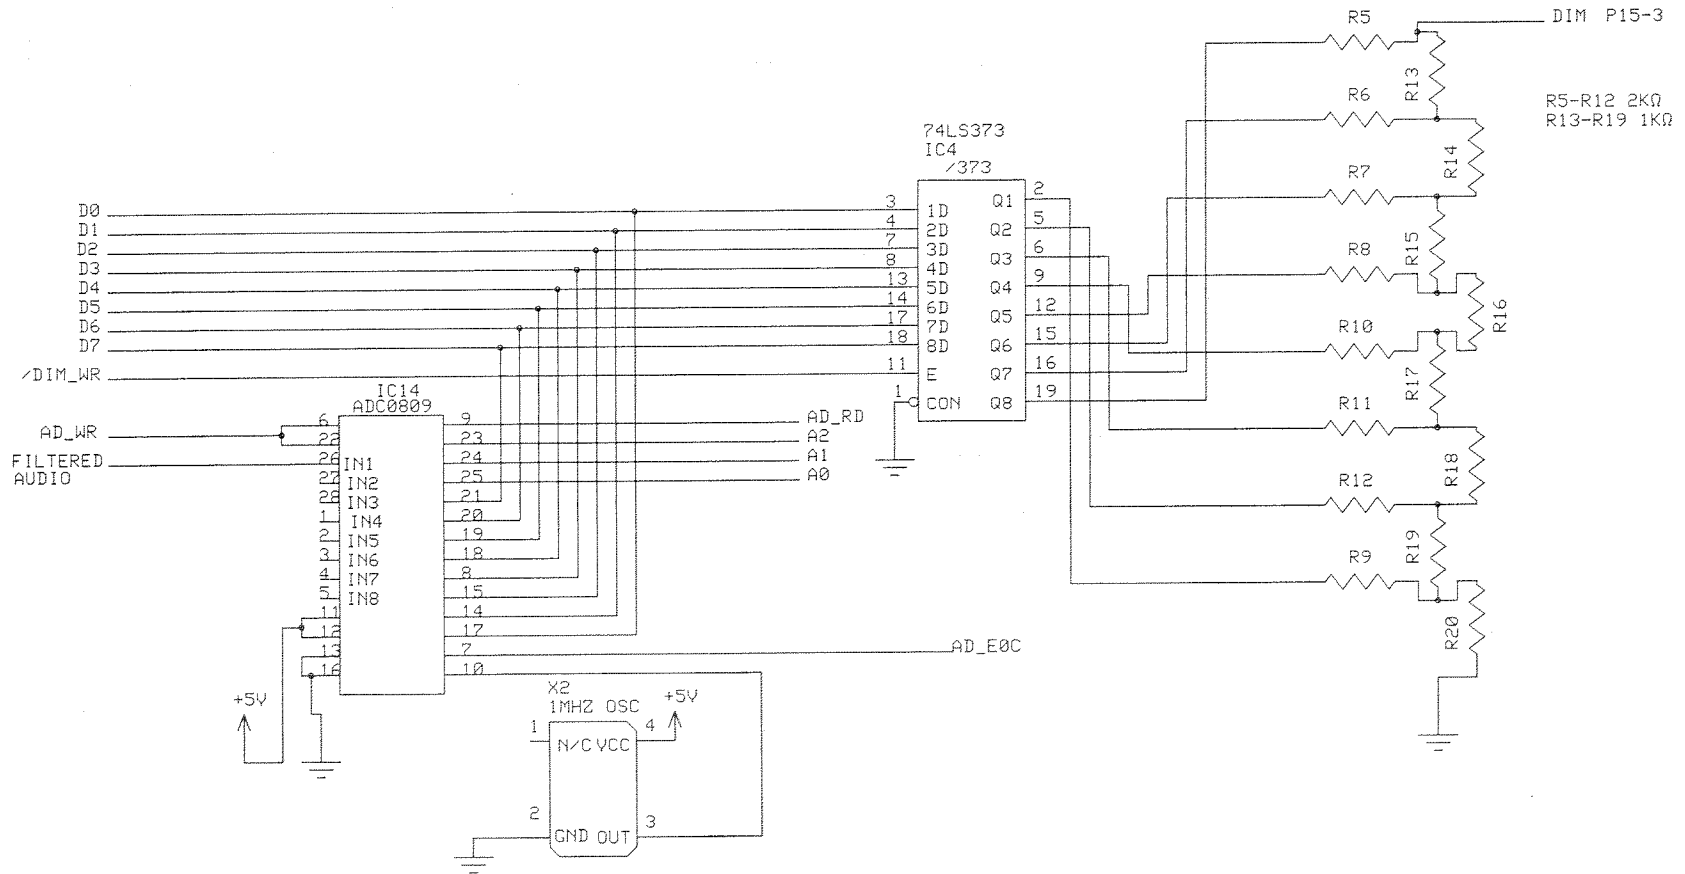 R5
DIM P15-3
R13
R6
R5-R12 2KΩ
R13-R19 1KΩ
74LS373
IC4
/373
R14
R7
D0
D1
D2
D3
D4
D5
D6
D7
3 1D Q1 2
4 2D Q2 5
7 3D Q3 6
8 4D Q4 9
13 5D Q5 12
14 6D Q6 15
17 7D Q7 16
18 8D Q8 19
11 E
1 CON
R15
R8
R16
R10
R17
/DIM_WR
IC14
ADC0809
R11
AD_WR
FILTERED
AUDIO
6 9 AD_RD
22 23 A2
26 IN1 24 A1
27 IN2 25 A0
28 IN3 21
1 IN4 20
2 IN5 19
3 IN6 18
4 IN7 8
5 IN8 15
11 14
12 17
13 7 AD_E0C
16 10
R18
R12
R19
R9
R20
+5V
X2
1MHZ OSC
+5V
1 N/C VCC 4
2 GND OUT 3